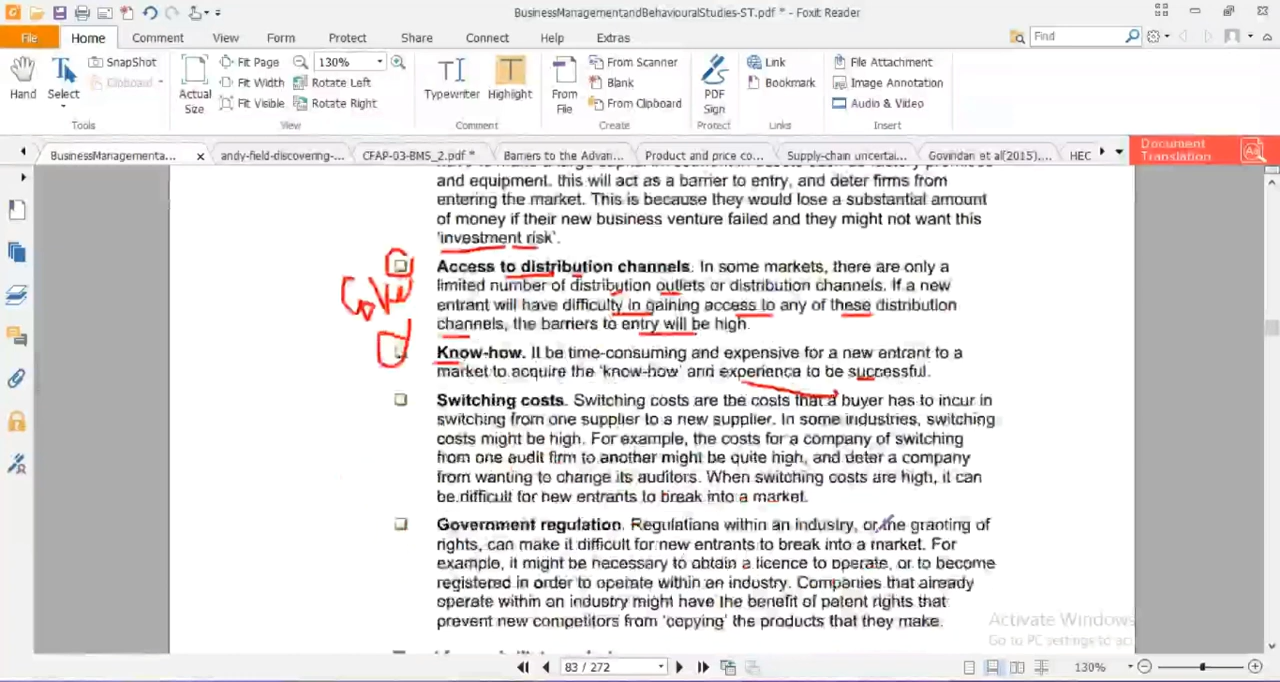 BusinessManagementandBehaviouralStudies-ST.pdf * - Foxit Reader
File Home Comment View Form Protect Share Connect Help Extras Find
SnapShot Fit Page 130% From Scanner Link File Attachment
Clipboard Fit Width Rotate Left Blank Bookmark Image Annotation
Hand Select Actual Size Fit Visible Rotate Right Typewriter Highlight From File From Clipboard PDF Sign Audio & Video
Tools View Comment Create Protect Links Insert
BusinessManagementa... x andy-field-discovering-... CFAP-03-BMS_2.pdf * Barriers to the Advan... Product and price co... Supply-chain uncertai... Govindan et al(2015).... HEC
Document Translation
and equipment, this will act as a barrier to entry, and deter firms from
entering the market. This is because they would lose a substantial amount
of money if their new business venture failed and they might not want this
'investment risk'.
Access to distribution channels. In some markets, there are only a
limited number of distribution outlets or distribution channels. If a new
entrant will have difficulty in gaining access to any of these distribution
channels, the barriers to entry will be high.
Know-how. It be time-consuming and expensive for a new entrant to a
market to acquire the 'know-how' and experience to be successful.
Switching costs. Switching costs are the costs that a buyer has to incur in
switching from one supplier to a new supplier. In some industries, switching
costs might be high. For example, the costs for a company of switching
from one audit firm to another might be quite high, and deter a company
from wanting to change its auditors. When switching costs are high, it can
be difficult for new entrants to break into a market.
Government regulation. Regulations within an industry, or the granting of
rights, can make it difficult for new entrants to break into a market. For
example, it might be necessary to obtain a licence to operate, or to become
registered in order to operate within an industry. Companies that already
operate within an industry might have the benefit of patent rights that
prevent new competitors from 'copying' the products that they make.
Activate Windows
Go to PC settings to ac
83 / 272 130%